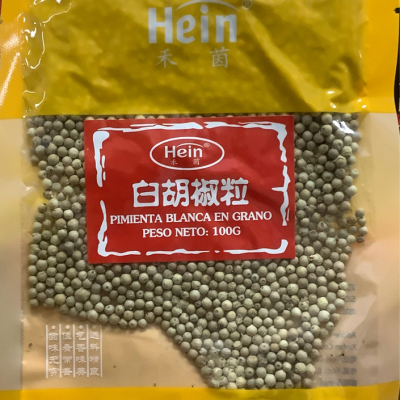 Hein®
禾茵
Hein®
禾茵
白胡椒粒
PIMIENTA BLANCA EN GRANO
PESO NETO: 100G